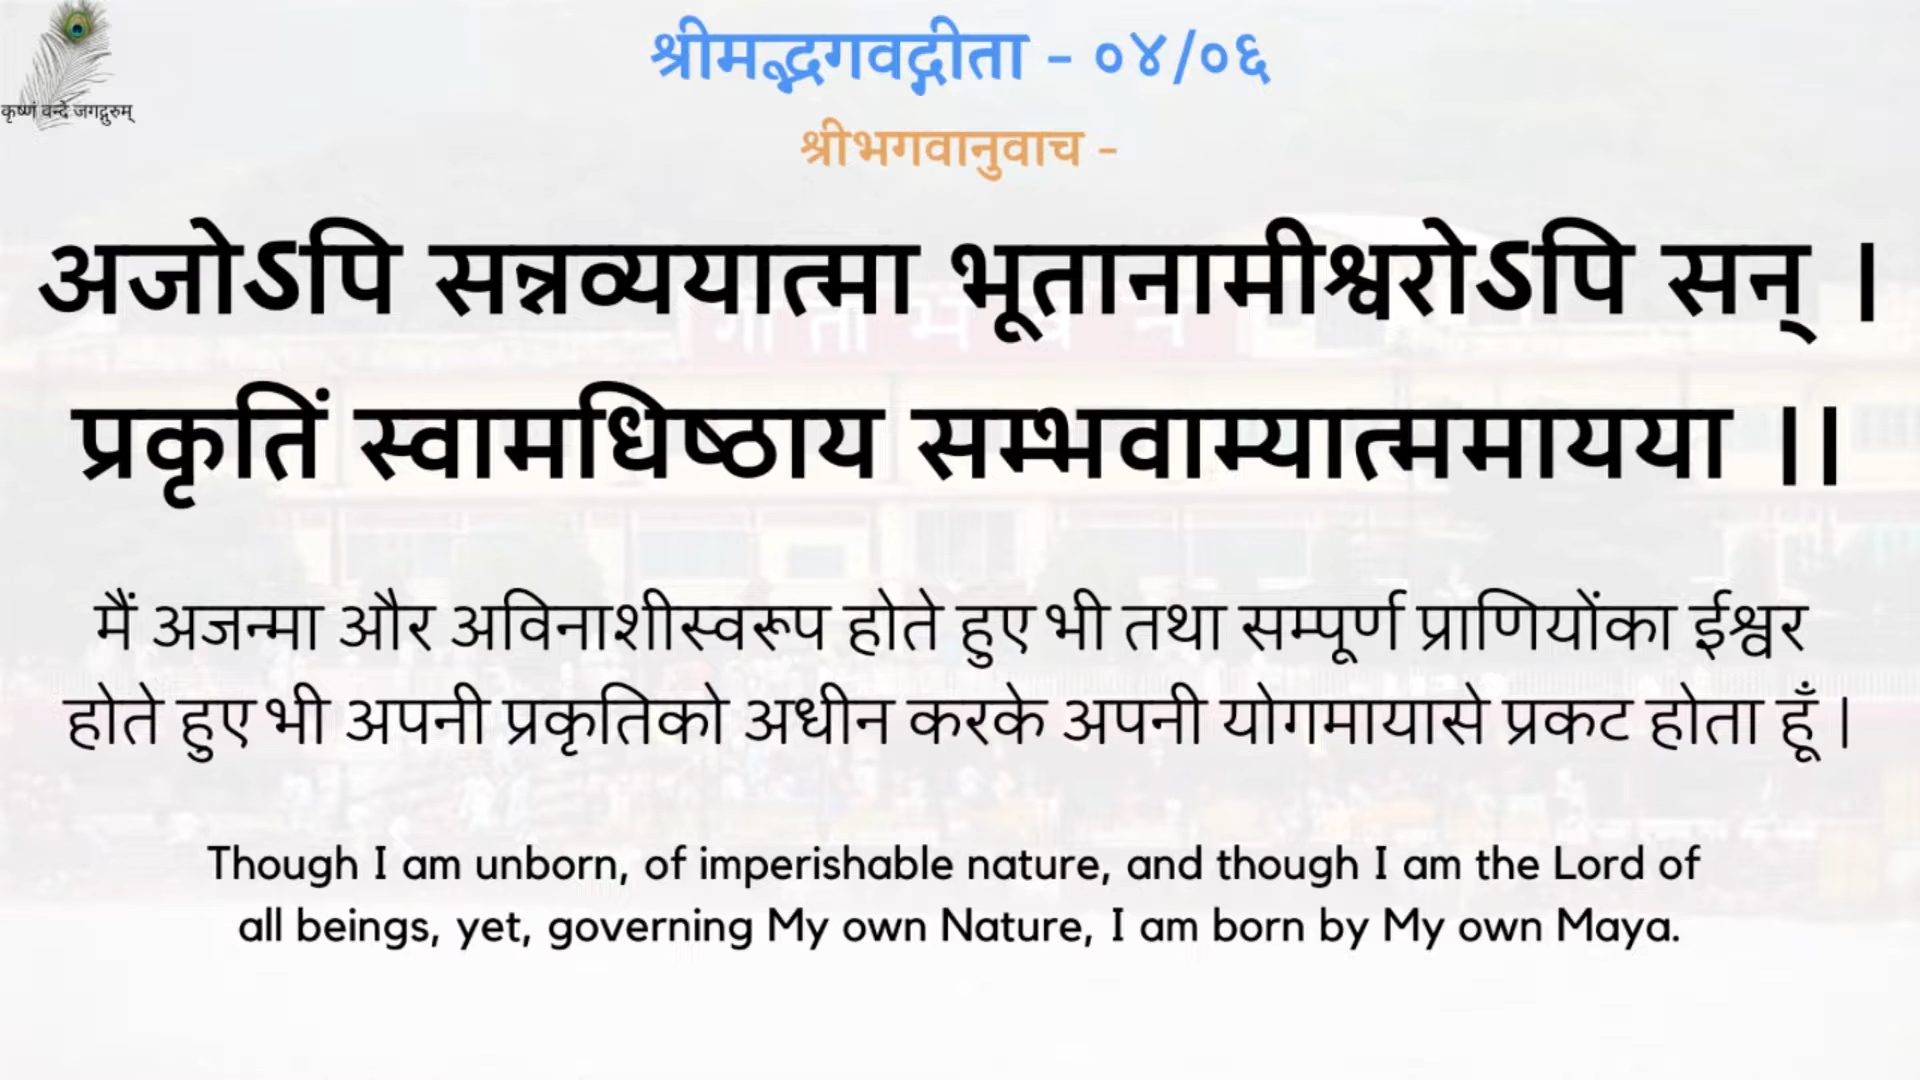 कृष्णं वन्दे जगद्गुरुम्
श्रीमद्भगवद्गीता - ०४/०६
श्रीभगवानुवाच -
अजोऽपि सन्नव्ययात्मा भूतानामीश्वरोऽपि सन् ।
प्रकृतिं स्वामधिष्ठाय सम्भवाम्यात्ममायया ।।
मैं अजन्मा और अविनाशीस्वरूप होते हुए भी तथा सम्पूर्ण प्राणियोंका ईश्वर
होते हुए भी अपनी प्रकृतिको अधीन करके अपनी योगमायासे प्रकट होता हूँ ।
Though I am unborn, of imperishable nature, and though I am the Lord of
all beings, yet, governing My own Nature, I am born by My own Maya.